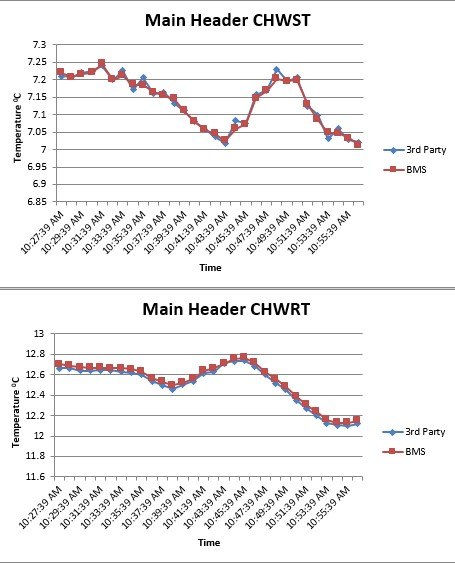 Main Header CHWST
7.3
7.25
7.2
7.15
7.1
7.05
7
6.95
6.9
6.85
Temperature ⁰C
10:27:39 AM
10:29:39 AM
10:31:39 AM
10:33:39 AM
10:35:39 AM
10:37:39 AM
10:39:39 AM
10:41:39 AM
10:43:39 AM
10:45:39 AM
10:47:39 AM
10:49:39 AM
10:51:39 AM
10:53:39 AM
10:55:39 AM
Time
3rd Party
BMS
Main Header CHWRT
13
12.8
12.6
12.4
12.2
12
11.8
11.6
Temperature ⁰C
10:27:39 AM
10:29:39 AM
10:31:39 AM
10:33:39 AM
10:35:39 AM
10:37:39 AM
10:39:39 AM
10:41:39 AM
10:43:39 AM
10:45:39 AM
10:47:39 AM
10:49:39 AM
10:51:39 AM
10:53:39 AM
10:55:39 AM
Time
3rd Party
BMS